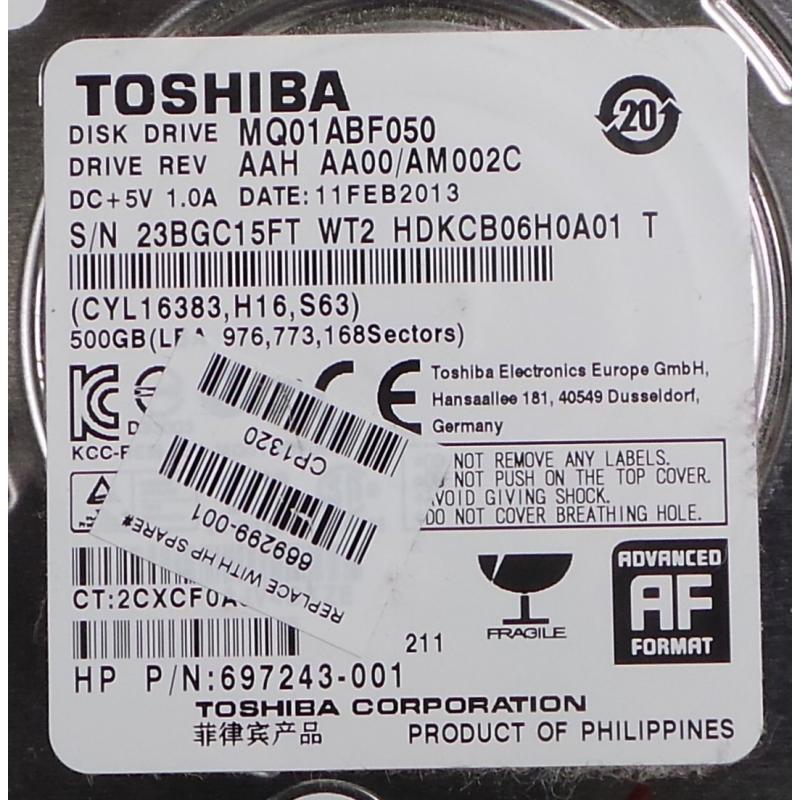 TOSHIBA
20
DISK DRIVE MQ01ABF050
DRIVE REV AAH AA00/AM002C
DC+5V 1.0A DATE:11FEB2013
S/N 23BGC15FT WT2 HDKCB06H0A01 T
(CYL16383,H16,S63)
500GB(LBA 976,773,168Sectors)
Toshiba Electronics Europe GmbH,
Hansaallee 181, 40549 Dusseldorf,
Germany
CP1320
669299-001
REPLACE WITH HP SPARE#
NOT REMOVE ANY LABELS.
NOT PUSH ON THE TOP COVER.
AVOID GIVING SHOCK.
DO NOT COVER BREATHING HOLE.
CT:2CXCF0A
FRAGILE
ADVANCED
AF
FORMAT
211
HP P/N:697243-001
TOSHIBA CORPORATION
菲律宾产品
PRODUCT OF PHILIPPINES